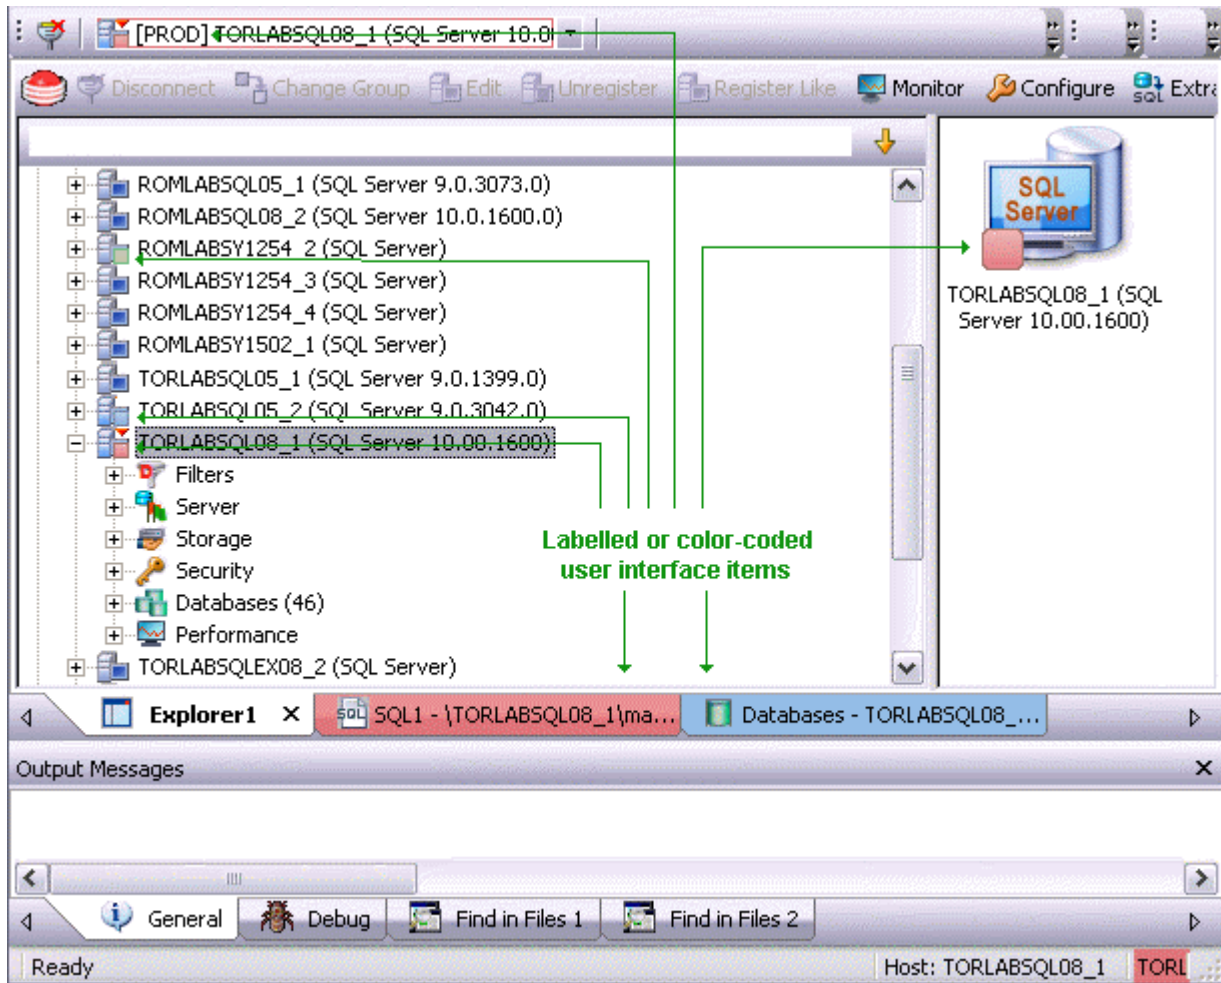 [PROD] TORLABSQL08_1 (SQL Server 10.0
Disconnect Change Group Edit Unregister Register Like Monitor Configure SQL Extra
ROMLABSQL05_1 (SQL Server 9.0.3073.0)
ROMLABSQL08_2 (SQL Server 10.0.1600.0)
ROMLABSY1254_2 (SQL Server)
ROMLABSY1254_3 (SQL Server)
ROMLABSY1254_4 (SQL Server)
ROMLABSY1502_1 (SQL Server)
TORLABSQL05_1 (SQL Server 9.0.1399.0)
TORLABSQL05_2 (SQL Server 9.0.3042.0)
TORLABSQL08_1 (SQL Server 10.00.1600)
Filters
Server
Storage
Security
Databases (46)
Performance
TORLABSQLEX08_2 (SQL Server)
SQL
Server
TORLABSQL08_1 (SQL
Server 10.00.1600)
Labelled or color-coded
user interface items
Explorer1 SQL SQL1 - \TORLABSQL08_1\ma... Databases - TORLABSQL08_...
Output Messages
General Debug Find in Files 1 Find in Files 2
Ready Host: TORLABSQL08_1 TORL